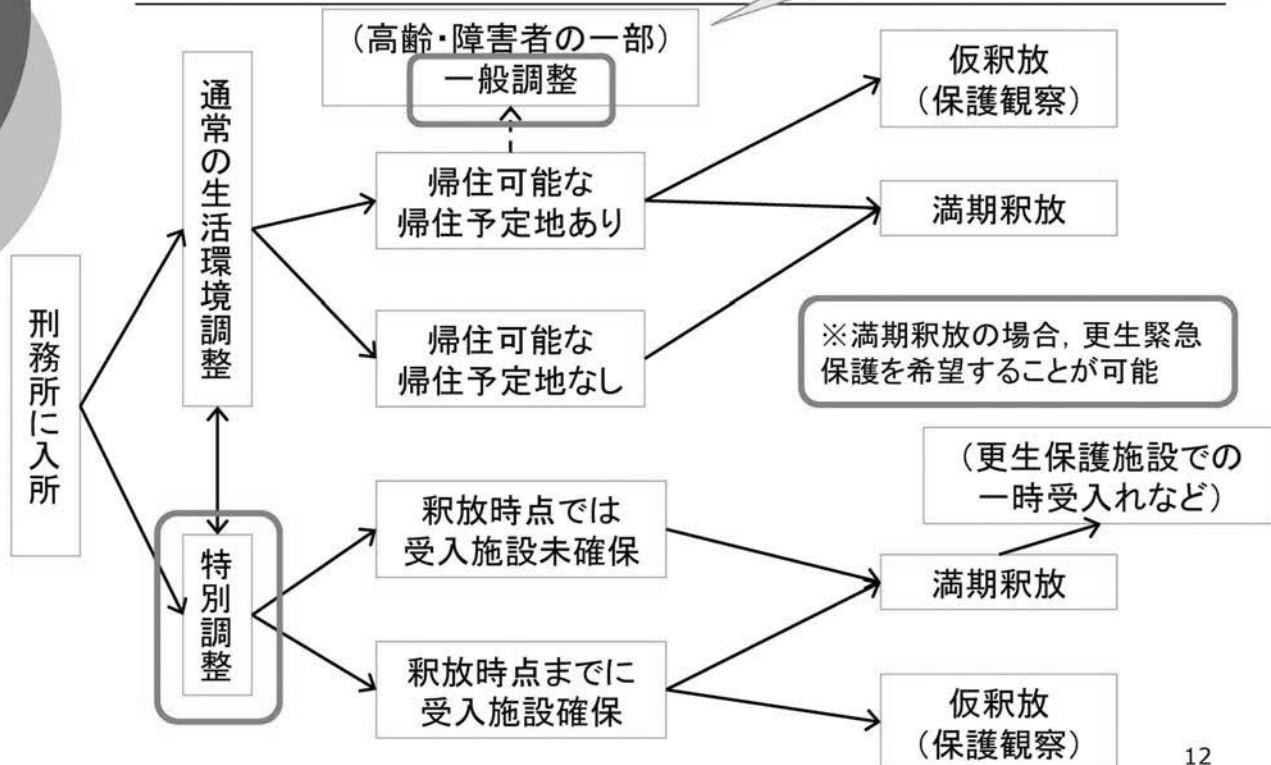 （高齢・障害者の一部）
一般調整
仮釈放
（保護観察）
通常の生活環境調整
帰住可能な
帰住予定地あり
満期釈放
刑務所に入所
帰住可能な
帰住予定地なし
※満期釈放の場合，更生緊急
保護を希望することが可能
（更生保護施設での
一時受入れなど）
釈放時点では
受入施設未確保
特別調整
満期釈放
釈放時点までに
受入施設確保
仮釈放
（保護観察）
12